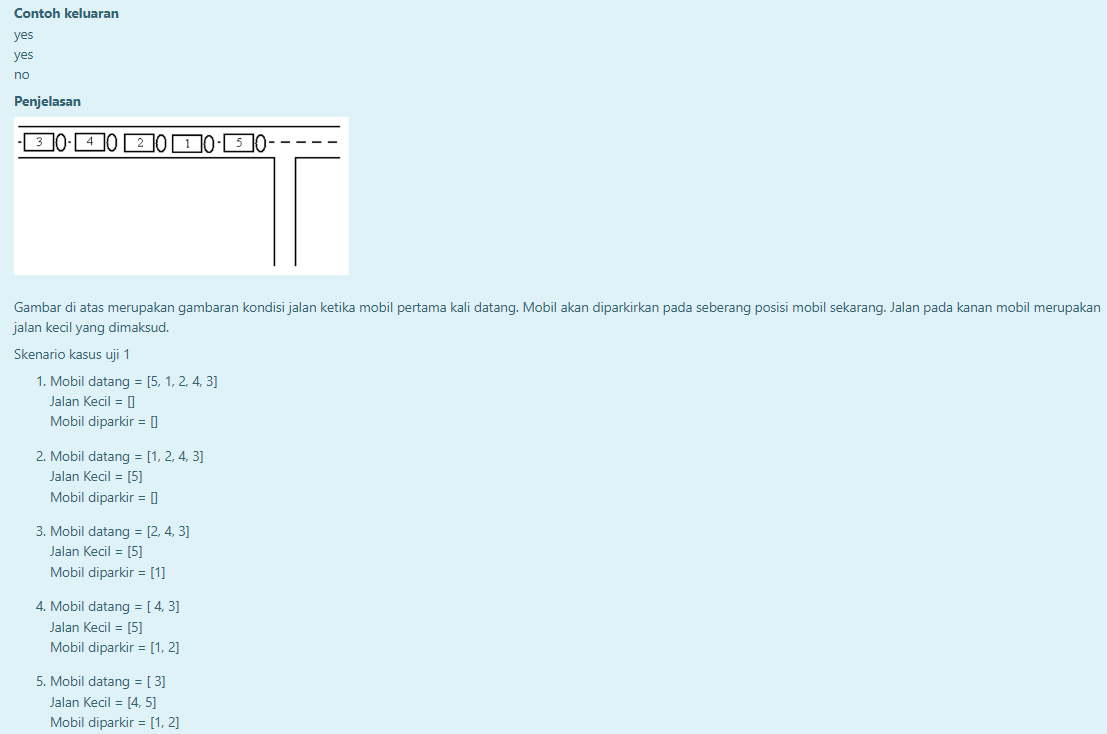 Contoh keluaran
yes
yes
no
Penjelasan
3 4 2 1 5
Gambar di atas merupakan gambaran kondisi jalan ketika mobil pertama kali datang. Mobil akan diparkirkan pada seberang posisi mobil sekarang. Jalan pada kanan mobil merupakan
jalan kecil yang dimaksud.
Skenario kasus uji 1
1. Mobil datang = [5, 1, 2, 4, 3]
Jalan Kecil = []
Mobil diparkir = []
2. Mobil datang = [1, 2, 4, 3]
Jalan Kecil = [5]
Mobil diparkir = []
3. Mobil datang = [2, 4, 3]
Jalan Kecil = [5]
Mobil diparkir = [1]
4. Mobil datang = [ 4, 3]
Jalan Kecil = [5]
Mobil diparkir = [1, 2]
5. Mobil datang = [ 3]
Jalan Kecil = [4, 5]
Mobil diparkir = [1, 2]